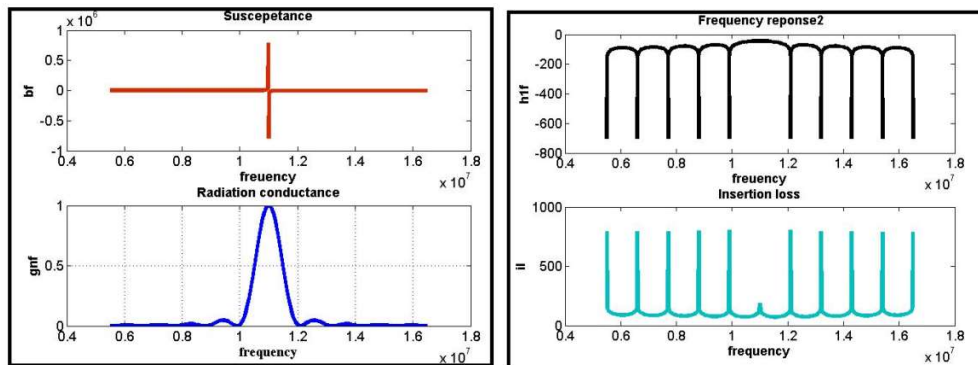 Suscepetance
x 10^6
1
0.5
0
-0.5
-1
bf
0.4 0.6 0.8 1 1.2 1.4 1.6 1.8
x 10^7
freuency
Radiation conductance
1
0.5
0
gnf
0.4 0.6 0.8 1 1.2 1.4 1.6 1.8
x 10^7
frequency
Frequency reponse2
0
-200
-400
-600
-800
h1f
0.4 0.6 0.8 1 1.2 1.4 1.6 1.8
x 10^7
freuency
Insertion loss
1000
500
0
il
0.4 0.6 0.8 1 1.2 1.4 1.6 1.8
x 10^7
frequency